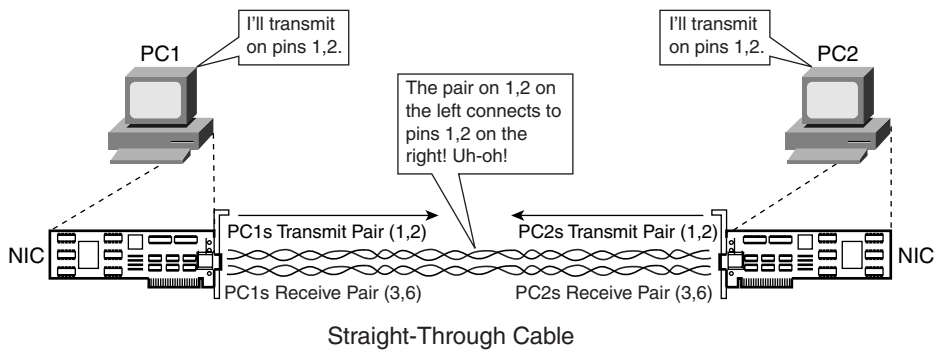 I'll transmit
on pins 1,2.
PC1
I'll transmit
on pins 1,2.
PC2
The pair on 1,2 on
the left connects to
pins 1,2 on the
right! Uh-oh!
NIC
PC1s Transmit Pair (1,2)
PC2s Transmit Pair (1,2)
NIC
PC1s Receive Pair (3,6)
PC2s Receive Pair (3,6)
Straight-Through Cable